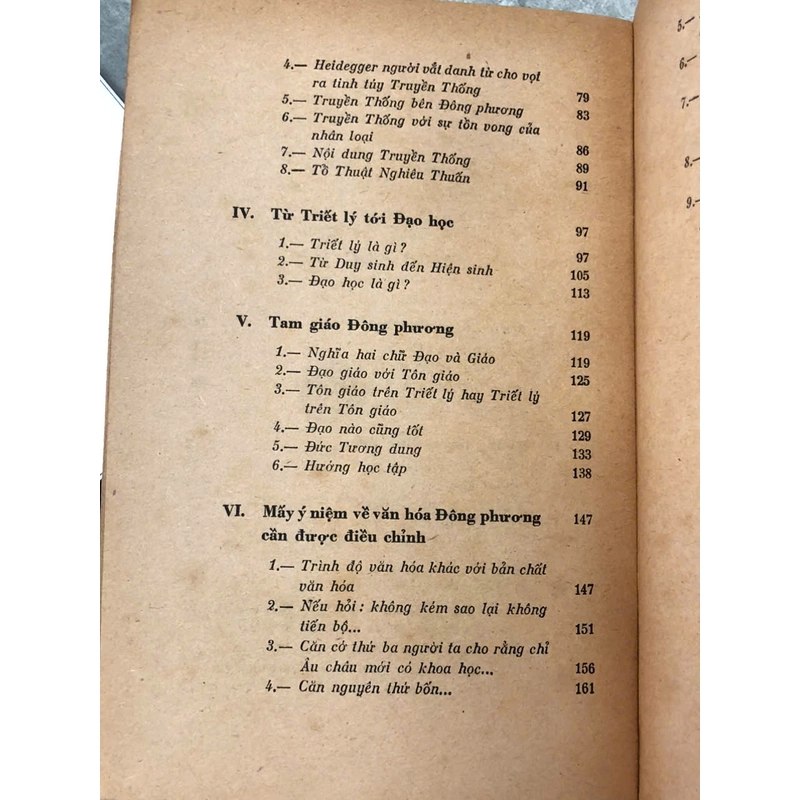 4.— Heidegger người vắt danh từ cho vọt
ra tinh túy Truyền Thống 79
5.— Truyền Thống bên Đông phương 83
6.— Truyền Thống với sự tồn vong của
nhân loại 86
7.— Nội dung Truyền Thống 89
8.— Tổ Thuật Nghiêu Thuấn 91
IV. Từ Triết lý tới Đạo học 97
1.— Triết lý là gì ? 97
2.— Từ Duy sinh đến Hiện sinh 105
3.— Đạo học là gì ? 113
V. Tam giáo Đông phương 119
1.— Nghĩa hai chữ Đạo và Giáo 119
2.— Đạo giáo với Tôn giáo 125
3.— Tôn giáo trên Triết lý hay Triết lý
trên Tôn giáo 127
4.— Đạo nào cũng tốt 129
5.— Đức Tương dung 133
6.— Hướng học tập 138
VI. Mấy ý niệm về văn hóa Đông phương 147
cần được điều chỉnh
1.— Trình độ văn hóa khác với bản chất
văn hóa 147
2.— Nếu hỏi : không kém sao lại không
tiến bộ... 151
3.— Căn cớ thứ ba người ta cho rằng chỉ
Âu châu mới có khoa học... 156
4.— Căn nguyên thứ bốn... 161
5.—
6.—
7.—
8.—
9.—